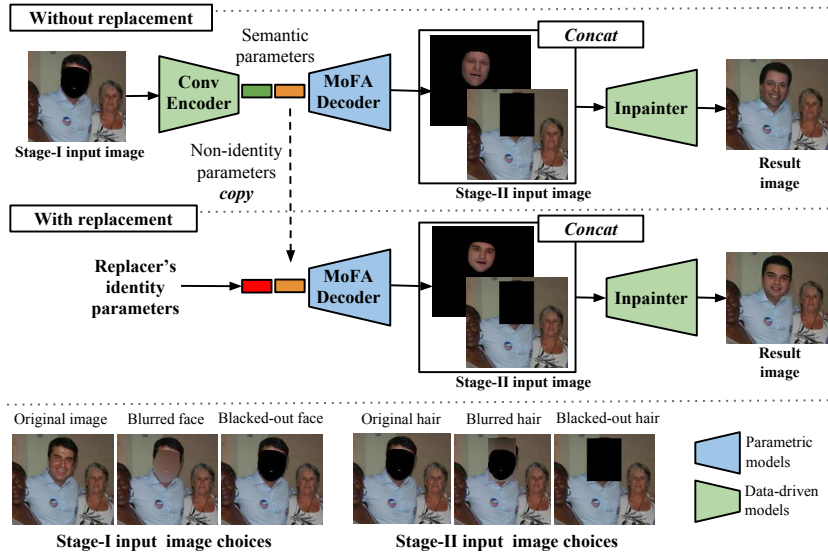 Without replacement
Semantic
parameters
Concat
Conv
Encoder
MoFA
Decoder
Inpainter
Stage-I input image
Non-identity
parameters
copy
Stage-II input image
Result
image
With replacement
Concat
Replacer's
identity
parameters
MoFA
Decoder
Inpainter
Stage-II input image
Result
image
Original image
Blurred face
Blacked-out face
Original hair
Blurred hair
Blacked-out hair
Parametric
models
Data-driven
models
Stage-I input image choices
Stage-II input image choices